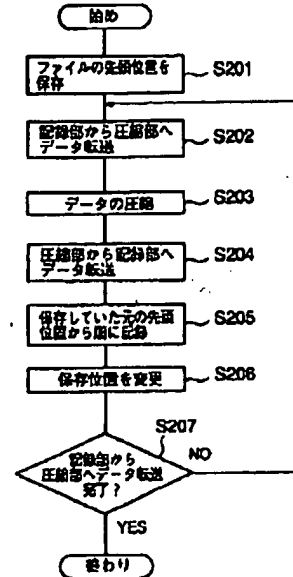 始め
ファイルの先頭位置を
保存
S201
記録部から圧縮部へ
データ転送
S202
データの圧縮
S203
圧縮部から記録部へ
データ転送
S204
保存していた元の先頭
位置から順に記録
S205
保存位置を変更
S206
S207
記録部から
圧縮部へデータ転送
完了?
NO
YES
終わり